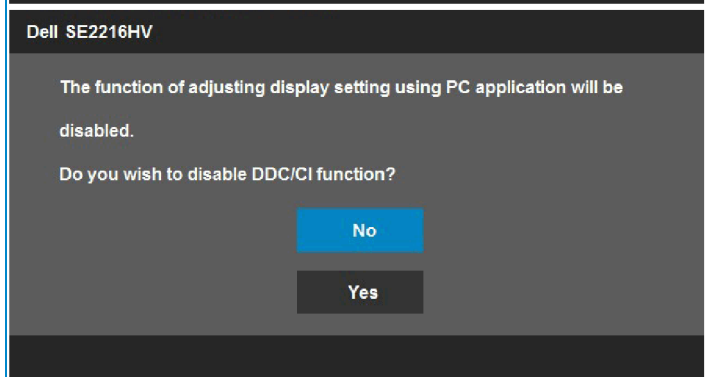 Dell SE2216HV
The function of adjusting display setting using PC application will be
disabled.
Do you wish to disable DDC/CI function?
No
Yes